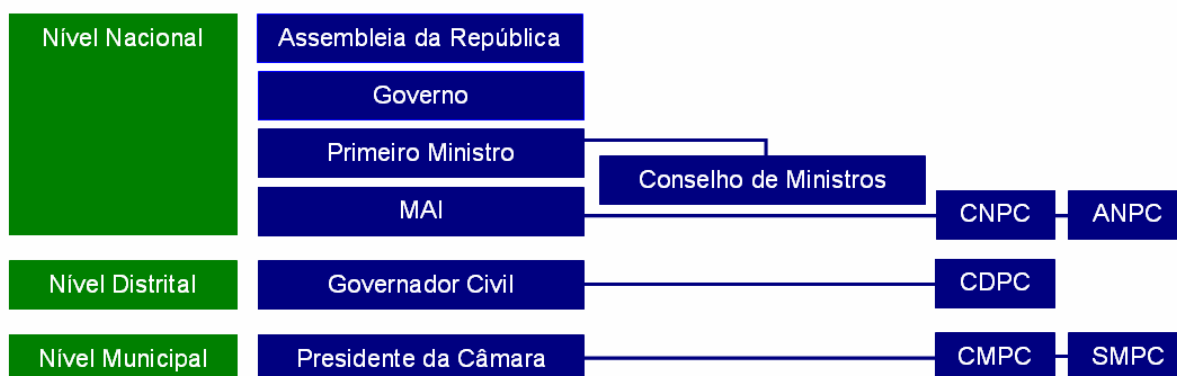 Nível Nacional
Assembleia da República
Governo
Primeiro Ministro
Conselho de Ministros
MAI
CNPC
ANPC
Nível Distrital
Governador Civil
CDPC
Nível Municipal
Presidente da Câmara
CMPC
SMPC